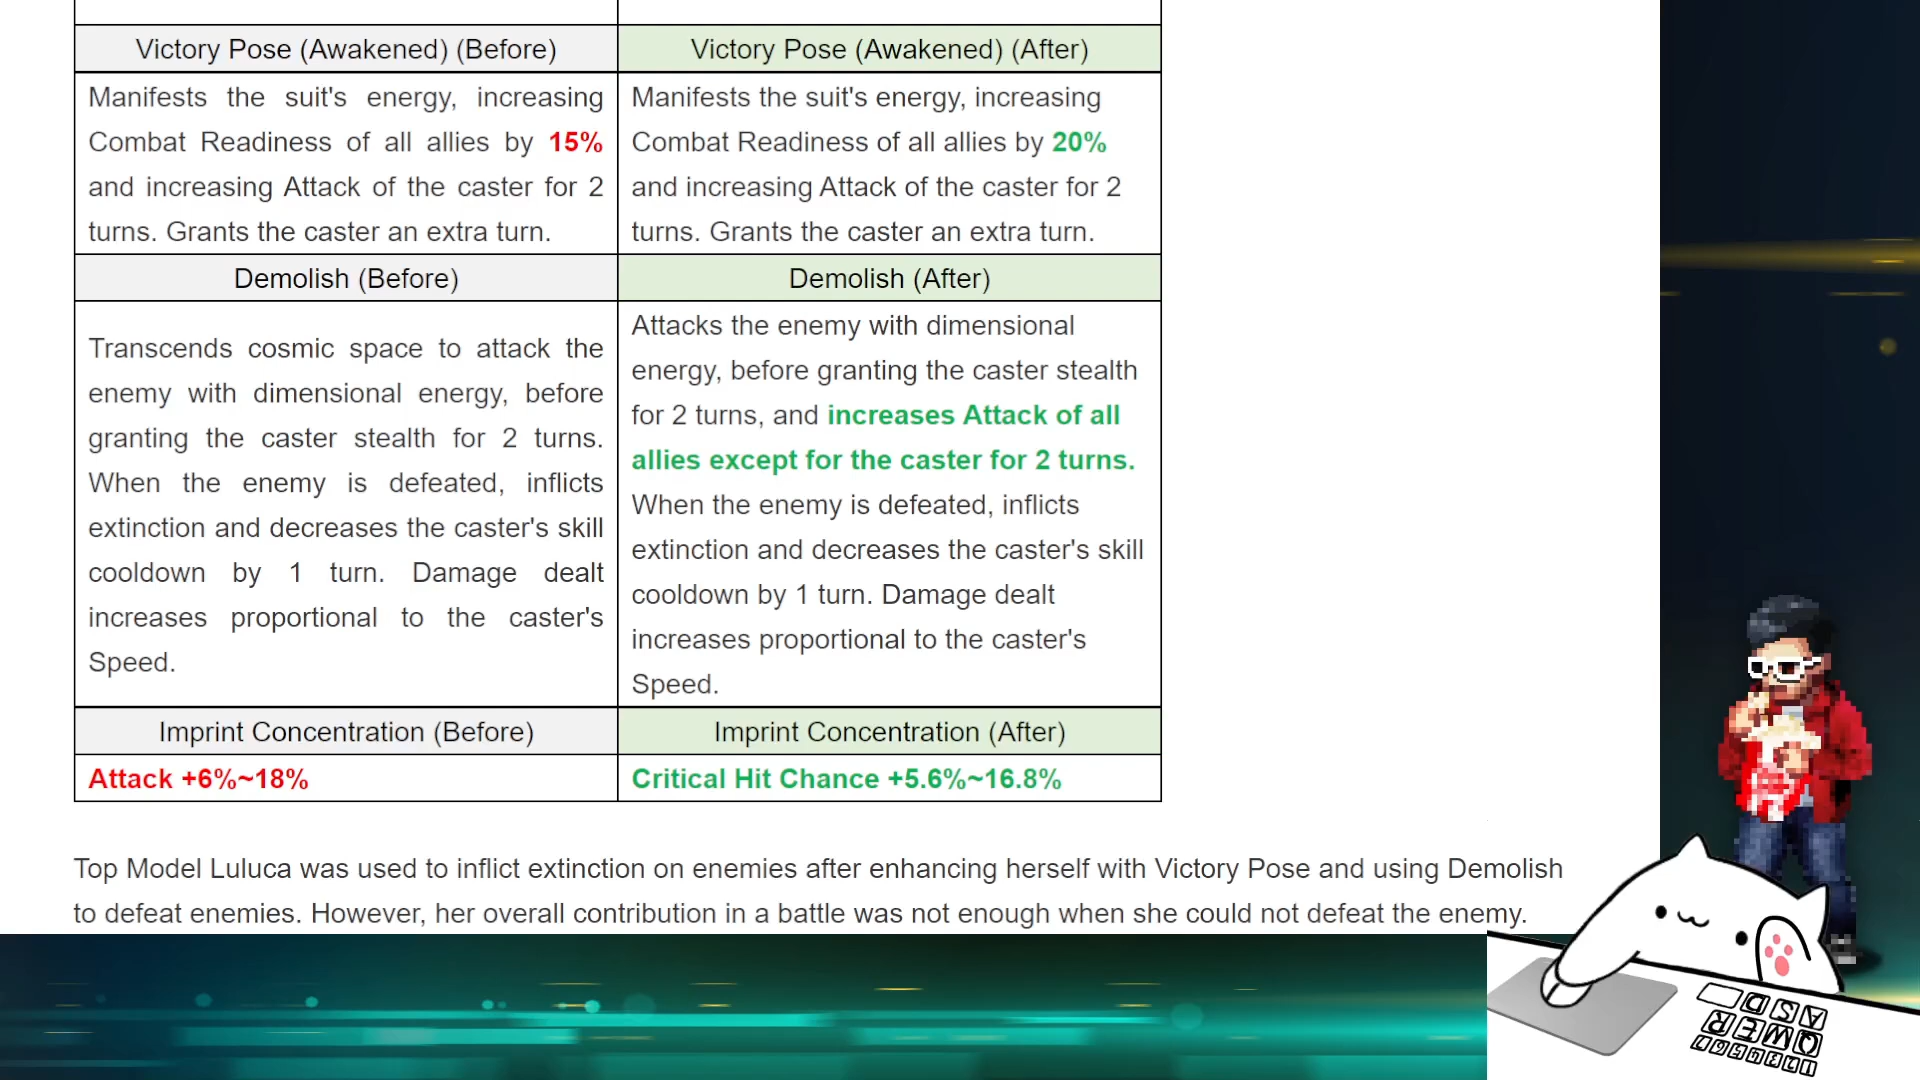 Victory Pose (Awakened) (Before)
Victory Pose (Awakened) (After)
Manifests the suit's energy, increasing
Combat Readiness of all allies by 15%
and increasing Attack of the caster for 2
turns. Grants the caster an extra turn.
Manifests the suit's energy, increasing
Combat Readiness of all allies by 20%
and increasing Attack of the caster for 2
turns. Grants the caster an extra turn.
Demolish (Before)
Demolish (After)
Transcends cosmic space to attack the
enemy with dimensional energy, before
granting the caster stealth for 2 turns.
When the enemy is defeated, inflicts
extinction and decreases the caster's skill
cooldown by 1 turn. Damage dealt
increases proportional to the caster's
Speed.
Attacks the enemy with dimensional
energy, before granting the caster stealth
for 2 turns, and increases Attack of all
allies except for the caster for 2 turns.
When the enemy is defeated, inflicts
extinction and decreases the caster's skill
cooldown by 1 turn. Damage dealt
increases proportional to the caster's
Speed.
Imprint Concentration (Before)
Imprint Concentration (After)
Attack +6%~18%
Critical Hit Chance +5.6%~16.8%
Top Model Luluca was used to inflict extinction on enemies after enhancing herself with Victory Pose and using Demolish
to defeat enemies. However, her overall contribution in a battle was not enough when she could not defeat the enemy.
A S D
Q W E R